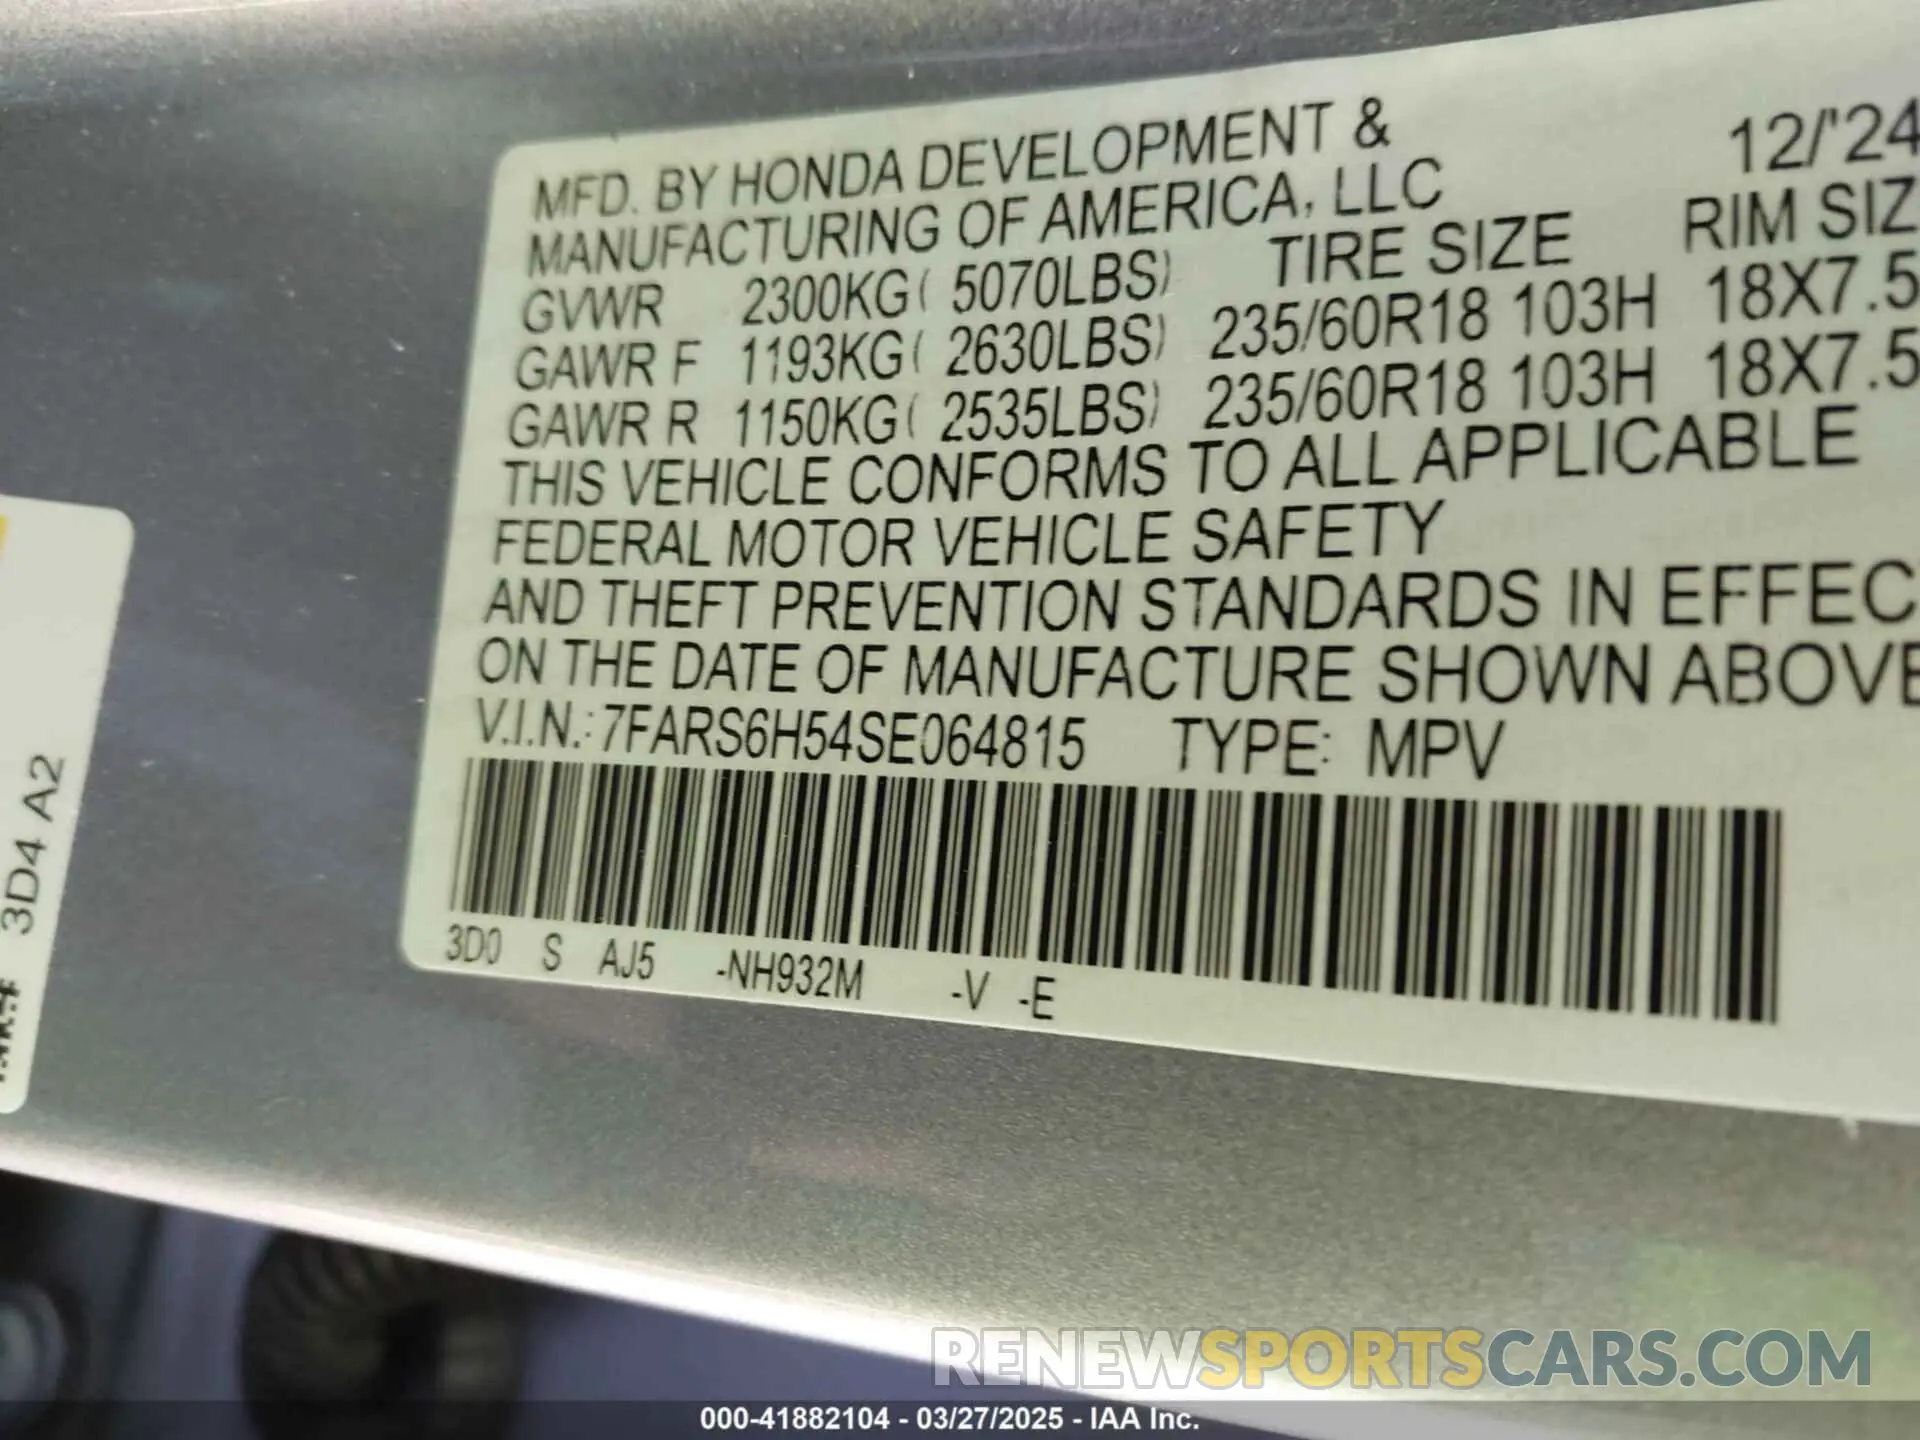 MFD. BY HONDA DEVELOPMENT &
MANUFACTURING OF AMERICA, LLC 12/'24
GVWR 2300KG( 5070LBS) TIRE SIZE RIM SIZ
GAWR F 1193KG( 2630LBS) 235/60R18 103H 18X7.5
GAWR R 1150KG( 2535LBS) 235/60R18 103H 18X7.5
THIS VEHICLE CONFORMS TO ALL APPLICABLE
FEDERAL MOTOR VEHICLE SAFETY
AND THEFT PREVENTION STANDARDS IN EFFEC
ON THE DATE OF MANUFACTURE SHOWN ABOVE
V.I.N.: 7FARS6H54SE064815 TYPE: MPV
3D0 S AJ5 -NH932M -V -E
3D4 A2
RENEWSPORTSCARS.COM
000-41882104 - 03/27/2025 - IAA Inc.